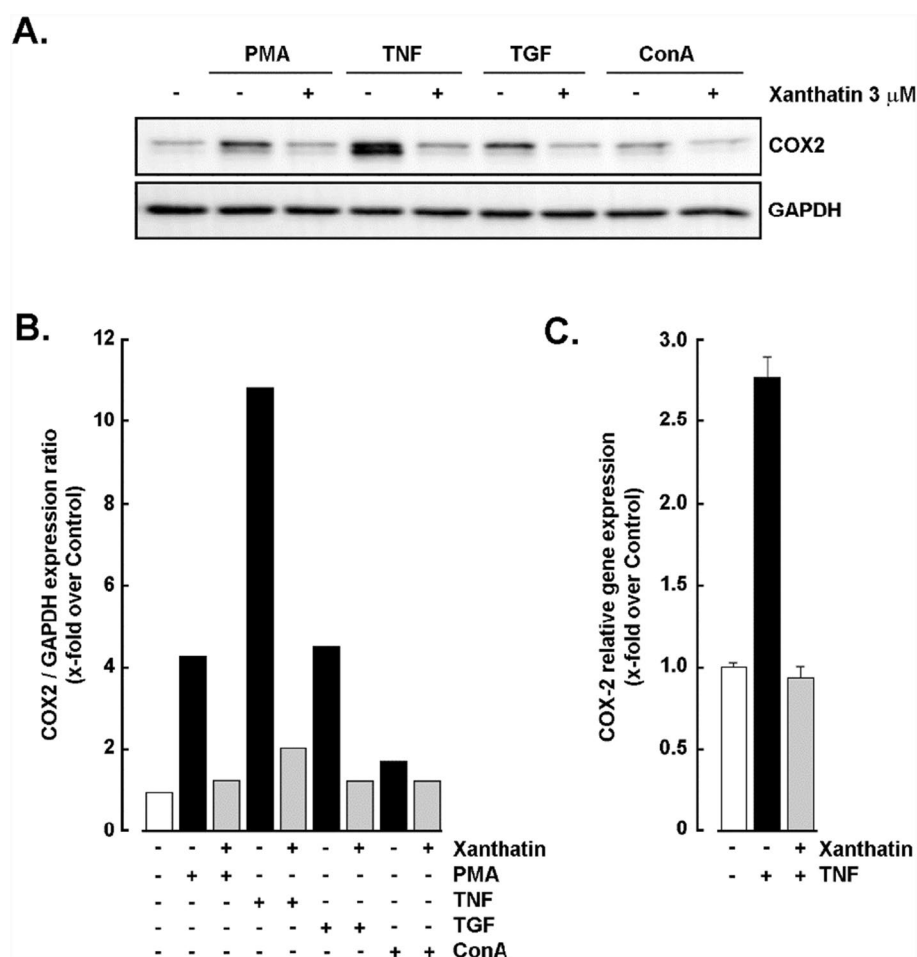 A.
PMA TNF TGF ConA
- - + - + - + - + Xanthatin 3 μM
COX2
GAPDH
B.
COX2 / GAPDH expression ratio
(x-fold over Control)
12
10
8
6
4
2
0
- - + - + - + - + Xanthatin
- + + - - - - - - PMA
- - - + + - - - - TNF
- - - - - + + - - TGF
- - - - - - - + + ConA
C.
COX-2 relative gene expression
(x-fold over Control)
3.0
2.5
2.0
1.5
1.0
0.5
0
- - + Xanthatin
- + + TNF